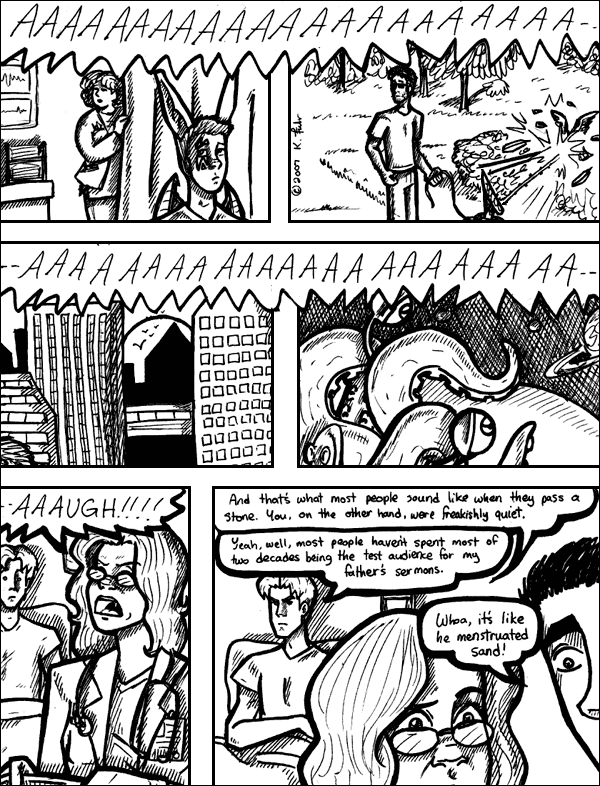 AAAAAAAAAAAAAAAAAAAAAAA--
©2007 K.
--AAAAAAAAAAAAAAAAAAAAAAA--
--AAAUGH!!!!
And that's what most people sound like when they pass a
stone. You, on the other hand, were freakishly quiet.
Yeah, well, most people haven't spent most of
two decades being the test audience for my
father's sermons.
Whoa, it's like
he menstruated
sand!